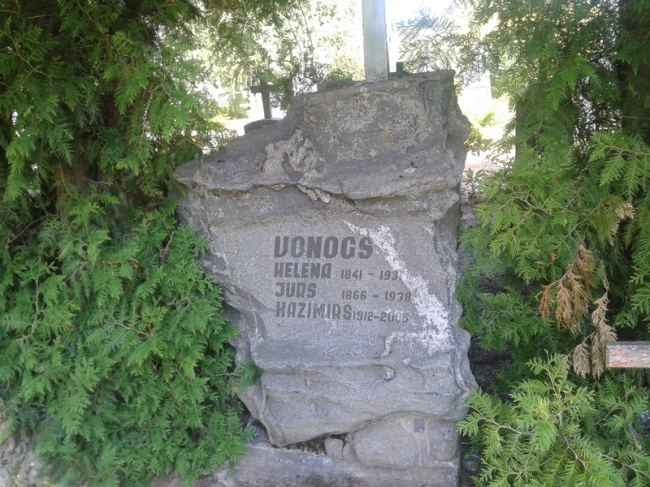 VONOGS
HELENA 1841 - 193
JURS 1866 - 1938
KAZIMIRS 1912-2005